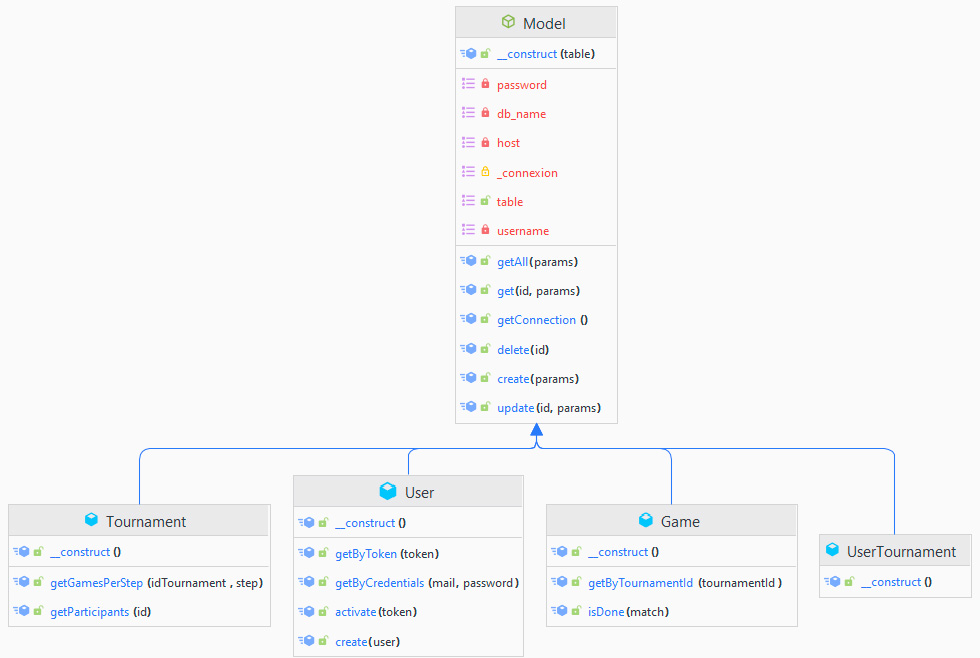 Model
__construct (table)
password
db_name
host
_connexion
table
username
getAll(params)
get(id, params)
getConnection ()
delete(id)
create(params)
update(id, params)
Tournament
__construct ()
getGamesPerStep (idTournament , step)
getParticipants (id)
User
__construct ()
getByToken (token)
getByCredentials (mail, password)
activate(token)
create(user)
Game
__construct ()
getByTournamentId (tournamentId )
isDone(match)
UserTournament
__construct ()